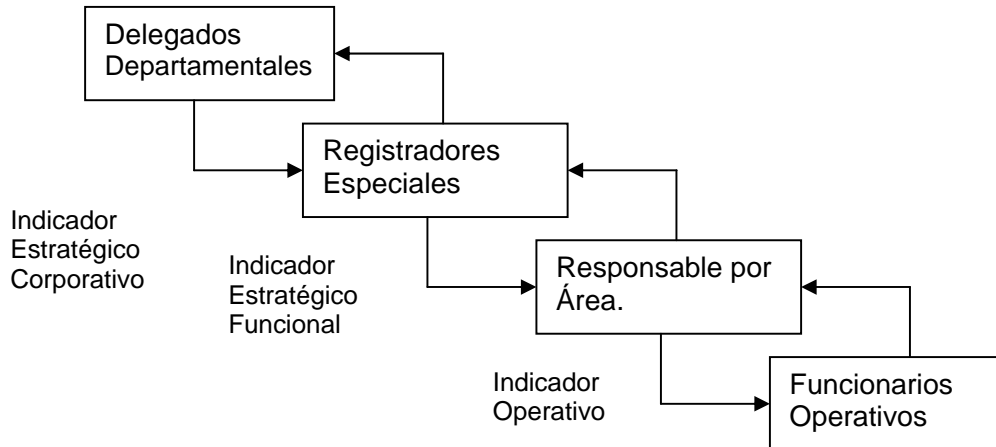 Delegados
Departamentales
Registradores
Especiales
Indicador
Estratégico
Corporativo
Indicador
Estratégico
Funcional
Responsable por
Área.
Indicador
Operativo
Funcionarios
Operativos